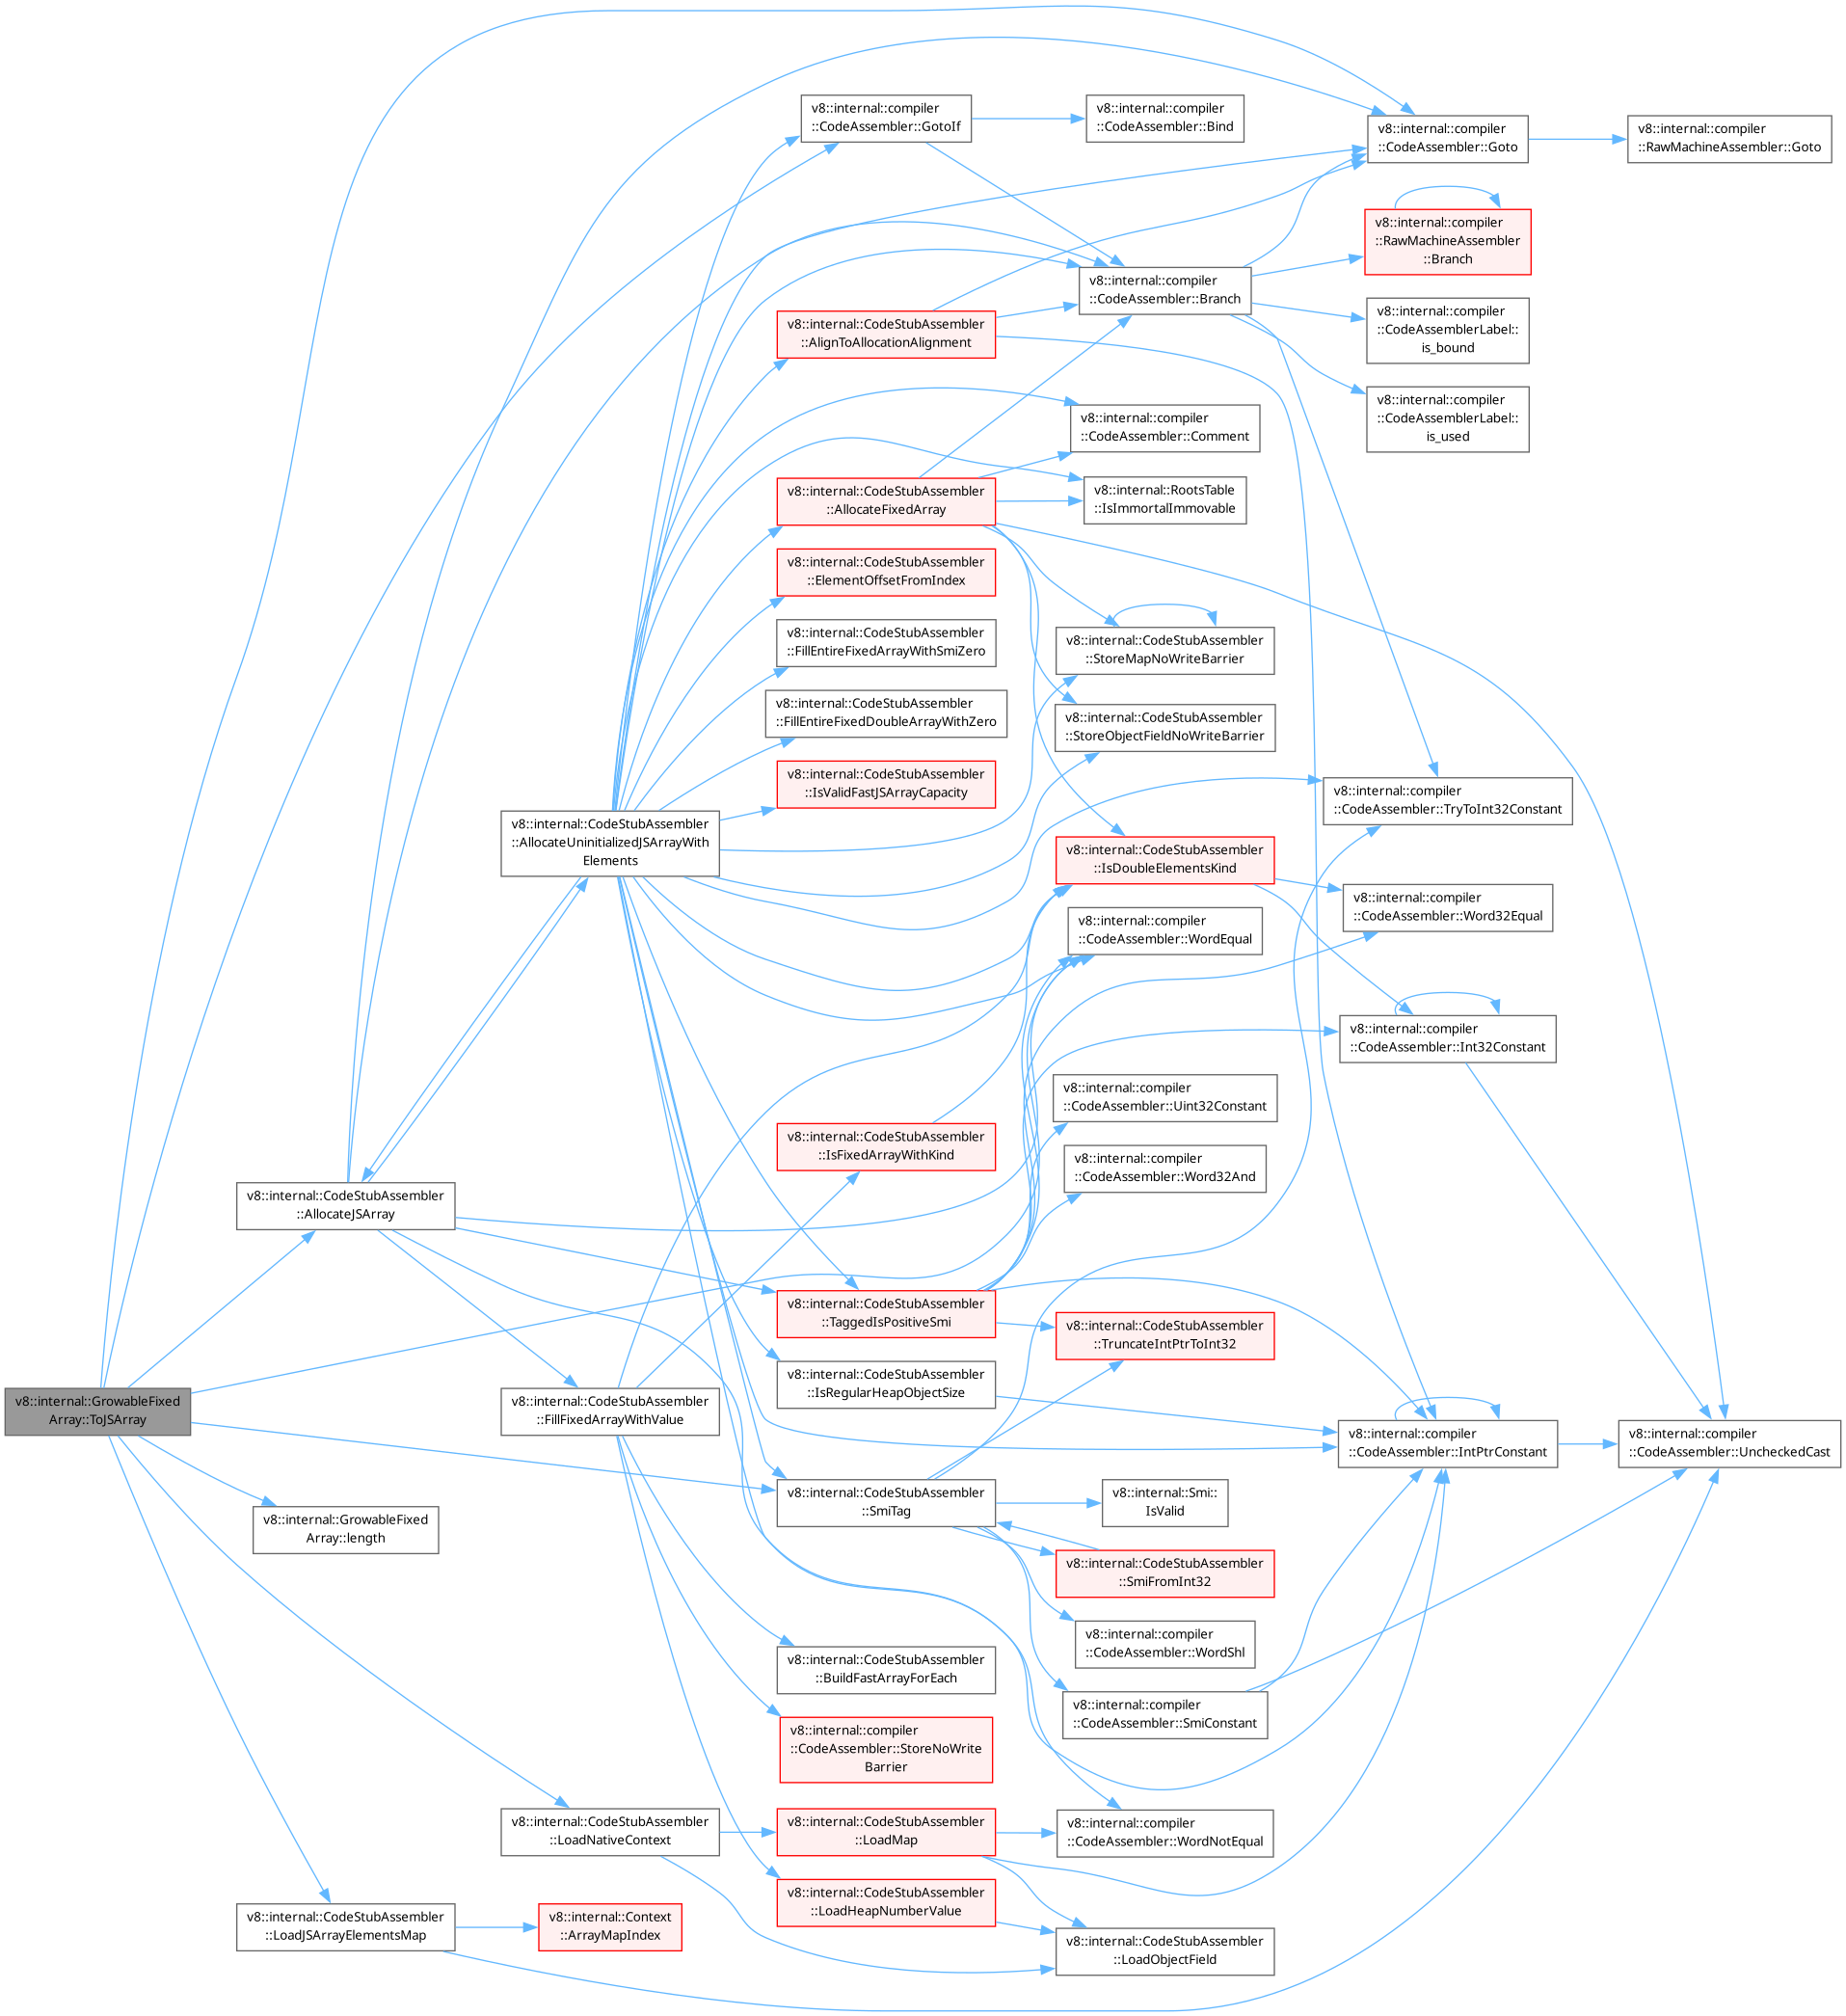 v8::internal::compiler
::CodeAssembler::GotoIf
v8::internal::compiler
::CodeAssembler::Bind
v8::internal::compiler
::CodeAssembler::Goto
v8::internal::compiler
::RawMachineAssembler::Goto
v8::internal::compiler
::RawMachineAssembler
::Branch
v8::internal::compiler
::CodeAssembler::Branch
v8::internal::CodeStubAssembler
::AlignToAllocationAlignment
v8::internal::compiler
::CodeAssemblerLabel::
is_bound
v8::internal::compiler
::CodeAssemblerLabel::
is_used
v8::internal::compiler
::CodeAssembler::Comment
v8::internal::CodeStubAssembler
::AllocateFixedArray
v8::internal::RootsTable
::IsImmortalImmovable
v8::internal::CodeStubAssembler
::ElementOffsetFromIndex
v8::internal::CodeStubAssembler
::FillEntireFixedArrayWithSmiZero
v8::internal::CodeStubAssembler
::StoreMapNoWriteBarrier
v8::internal::CodeStubAssembler
::FillEntireFixedDoubleArrayWithZero
v8::internal::CodeStubAssembler
::StoreObjectFieldNoWriteBarrier
v8::internal::CodeStubAssembler
::IsValidFastJSArrayCapacity
v8::internal::compiler
::CodeAssembler::TryToInt32Constant
v8::internal::CodeStubAssembler
::AllocateUninitializedJSArrayWith
Elements
v8::internal::CodeStubAssembler
::IsDoubleElementsKind
v8::internal::compiler
::CodeAssembler::Word32Equal
v8::internal::compiler
::CodeAssembler::WordEqual
v8::internal::compiler
::CodeAssembler::Int32Constant
v8::internal::compiler
::CodeAssembler::Uint32Constant
v8::internal::CodeStubAssembler
::IsFixedArrayWithKind
v8::internal::compiler
::CodeAssembler::Word32And
v8::internal::CodeStubAssembler
::AllocateJSArray
v8::internal::CodeStubAssembler
::TaggedIsPositiveSmi
v8::internal::CodeStubAssembler
::TruncateIntPtrToInt32
v8::internal::GrowableFixed
Array::ToJSArray
v8::internal::CodeStubAssembler
::FillFixedArrayWithValue
v8::internal::CodeStubAssembler
::IsRegularHeapObjectSize
v8::internal::compiler
::CodeAssembler::IntPtrConstant
v8::internal::compiler
::CodeAssembler::UncheckedCast
v8::internal::GrowableFixed
Array::length
v8::internal::CodeStubAssembler
::SmiTag
v8::internal::Smi::
IsValid
v8::internal::CodeStubAssembler
::SmiFromInt32
v8::internal::compiler
::CodeAssembler::WordShl
v8::internal::CodeStubAssembler
::BuildFastArrayForEach
v8::internal::compiler
::CodeAssembler::SmiConstant
v8::internal::compiler
::CodeAssembler::StoreNoWrite
Barrier
v8::internal::CodeStubAssembler
::LoadNativeContext
v8::internal::CodeStubAssembler
::LoadMap
v8::internal::compiler
::CodeAssembler::WordNotEqual
v8::internal::CodeStubAssembler
::LoadJSArrayElementsMap
v8::internal::Context
::ArrayMapIndex
v8::internal::CodeStubAssembler
::LoadHeapNumberValue
v8::internal::CodeStubAssembler
::LoadObjectField